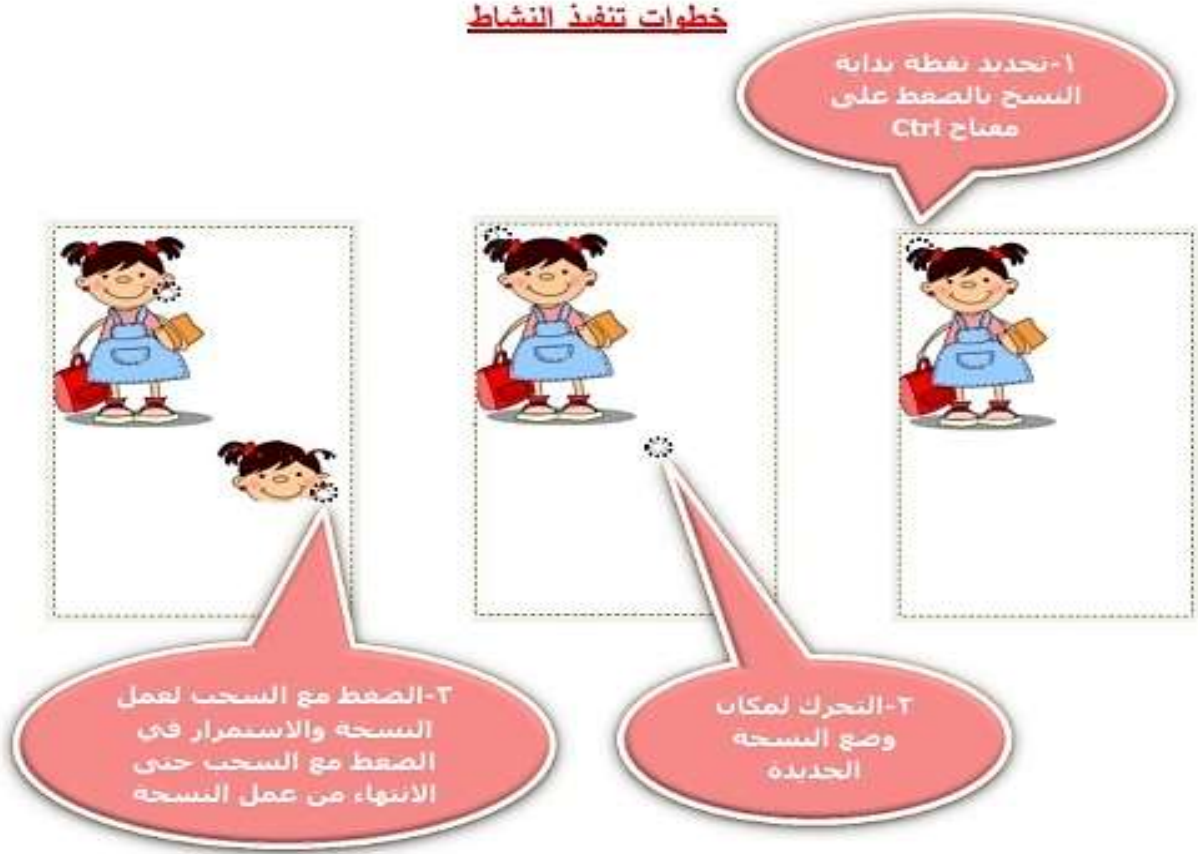 خطوات تنفيذ النشاط
١-تحديد نقطة بداية
النسخ بالضغط على
مفتاح Ctrl
٢-التحرك لمكان
وضع النسخة
الجديدة
٣-الضغط مع السحب لعمل
النسخة والاستمرار في
الضغط مع السحب حتى
الانتهاء من عمل النسخة